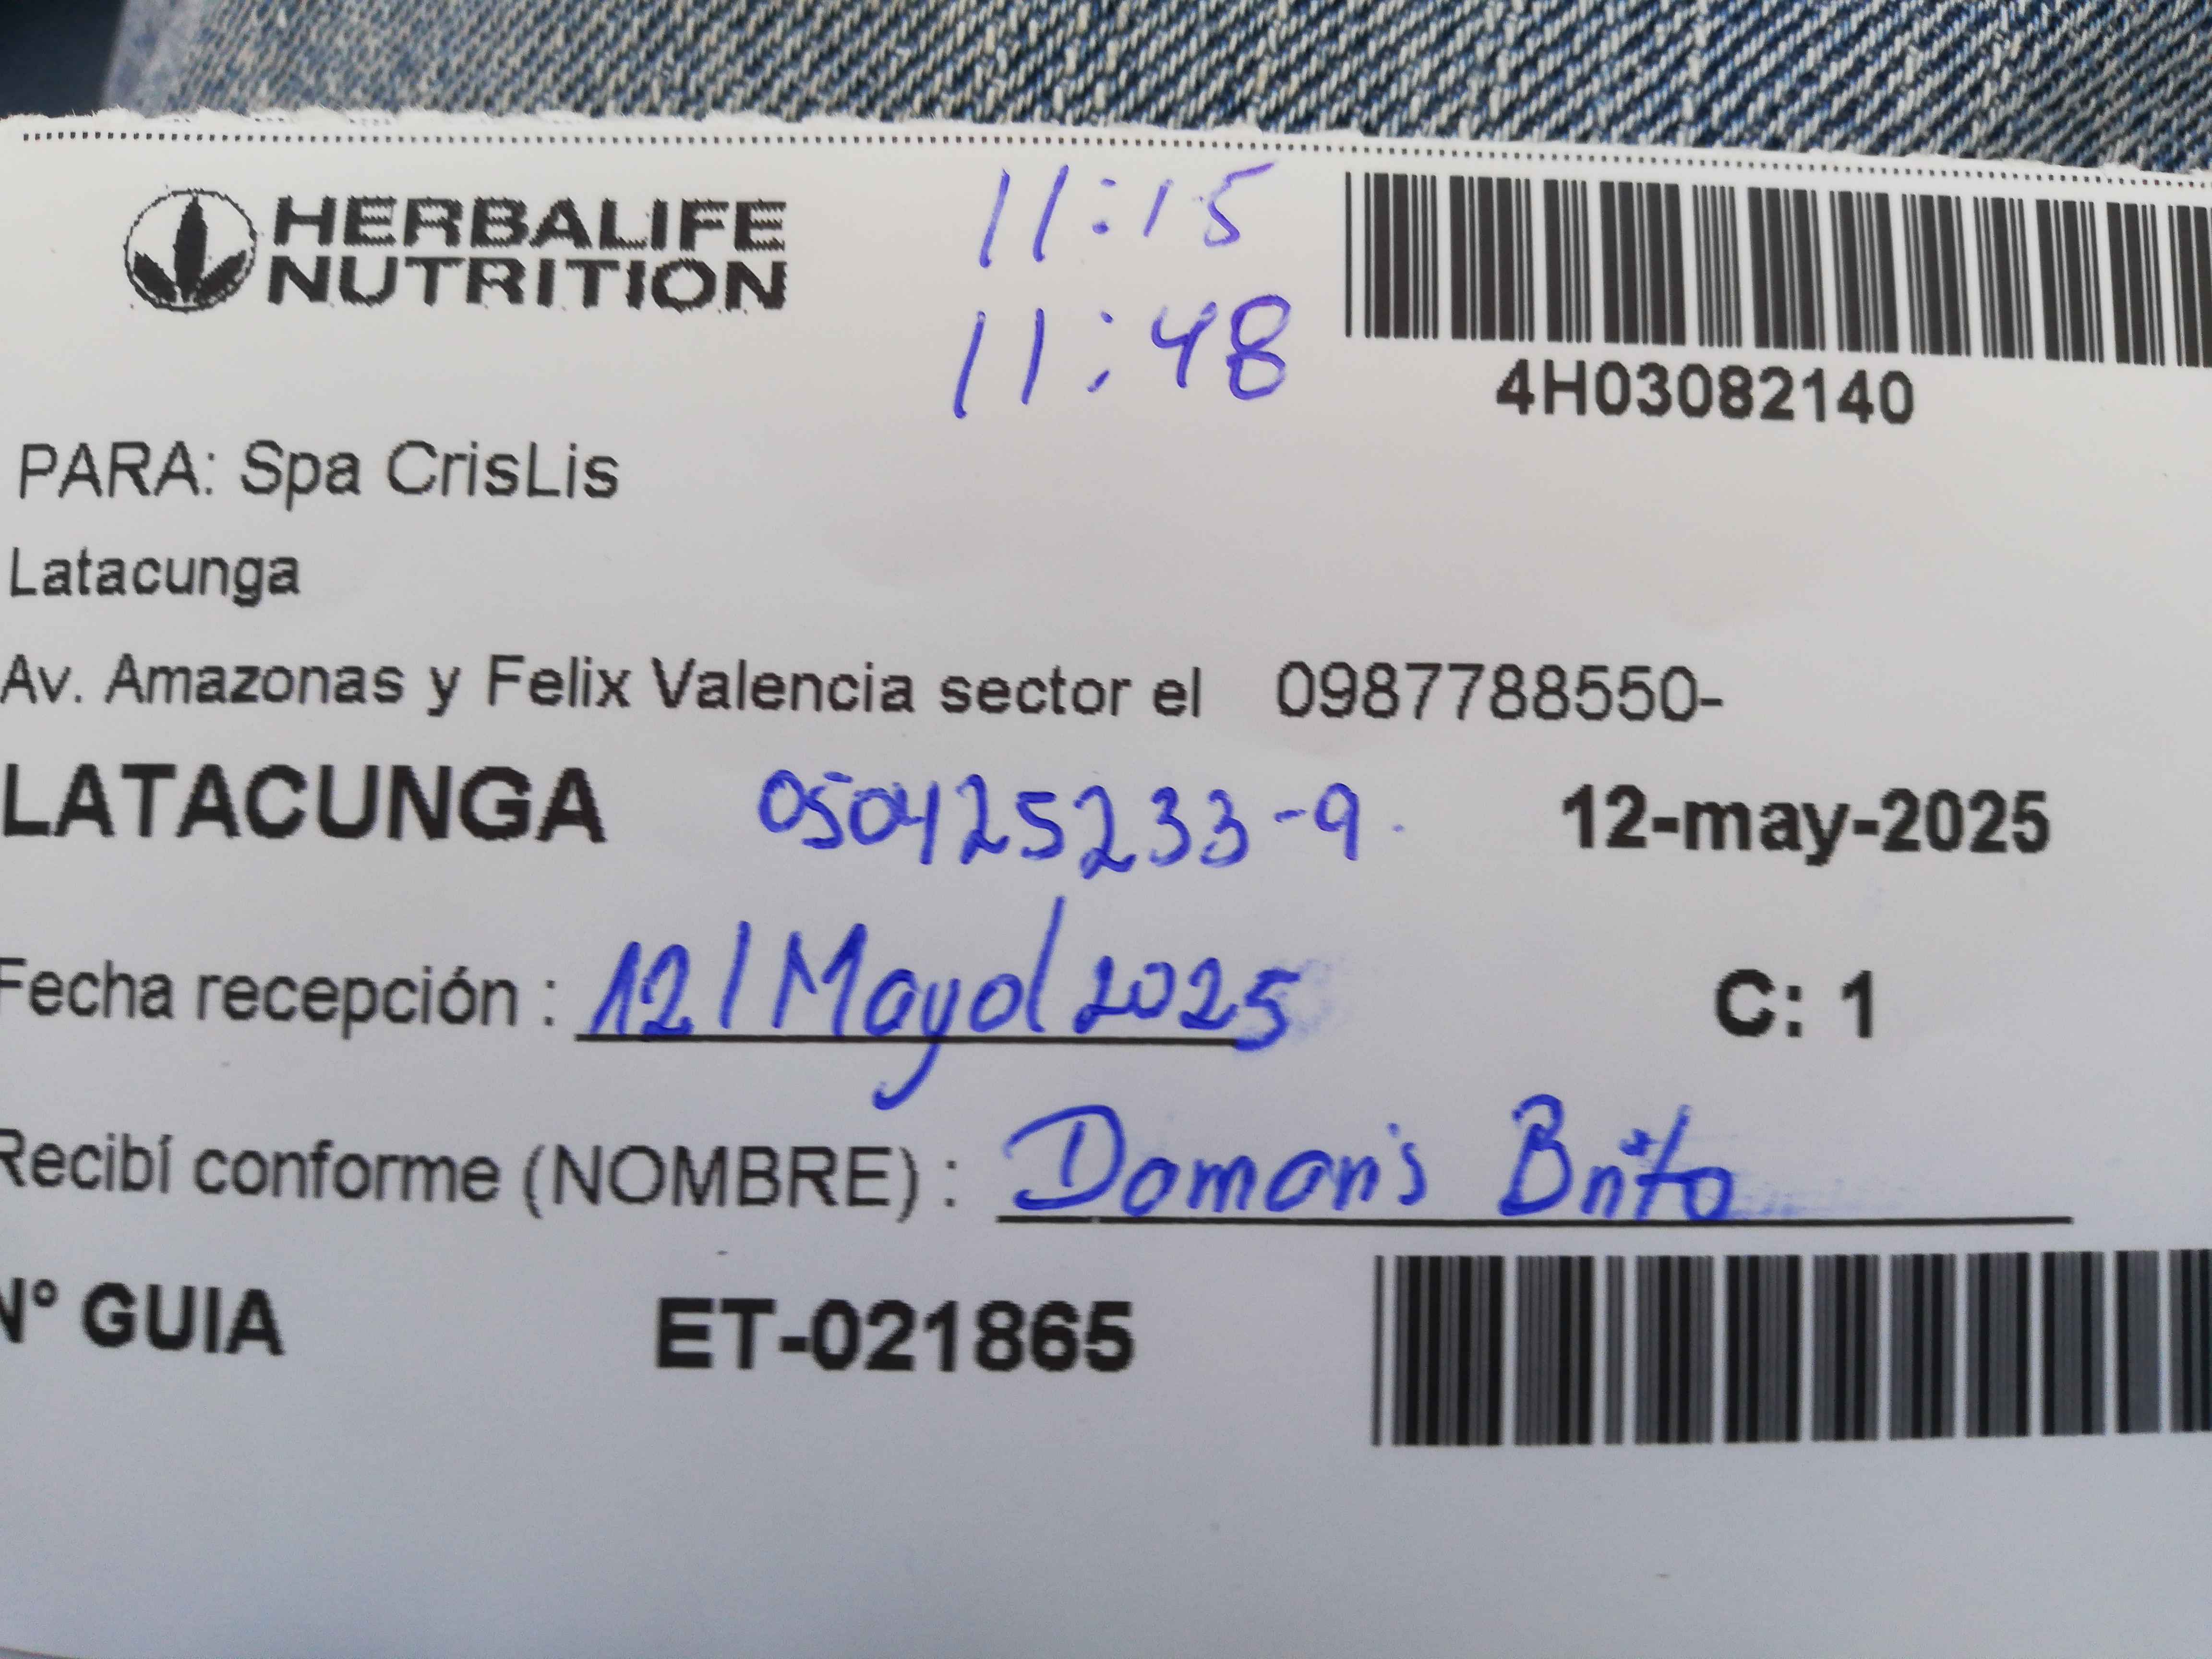 HERBALIFE
NUTRITION
11:15
11:48
4H03082140
PARA: Spa CrisLis
Latacunga
Av. Amazonas y Felix Valencia sector el 0987788550-
LATACUNGA 050425233-9. 12-may-2025
Fecha recepción : 12/Mayo/2025 C: 1
Recibí conforme (NOMBRE) : Damaris Brito
N° GUIA ET-021865